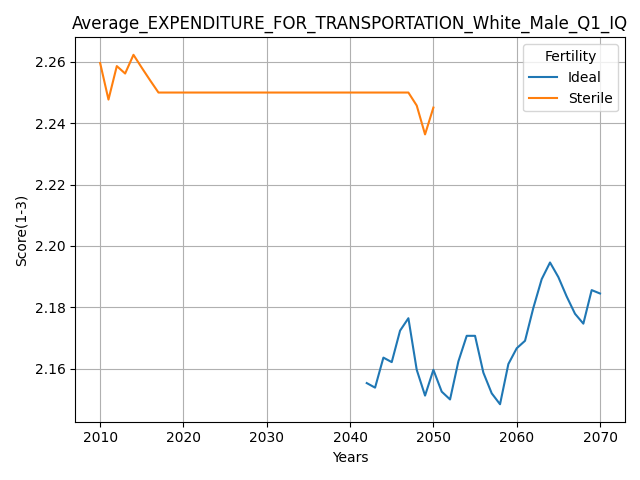 Average_EXPENDITURE_FOR_TRANSPORTATION_White_Male_Q1_IQ
Fertility
Ideal
Sterile
Score(1-3)
2.26
2.24
2.22
2.20
2.18
2.16
2010 2020 2030 2040 2050 2060 2070
Years